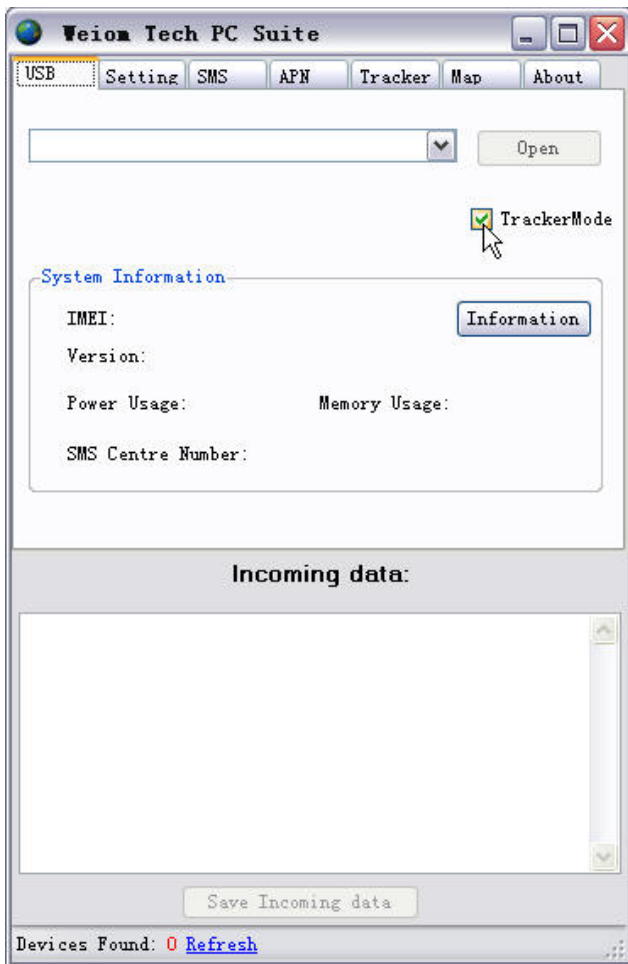 Weiom Tech PC Suite
USB Setting SMS APN Tracker Map About
Open
TrackerMode
System Information
IMEI: Information
Version:
Power Usage: Memory Usage:
SMS Centre Number:
Incoming data:
Save Incoming data
Devices Found: 0 Refresh